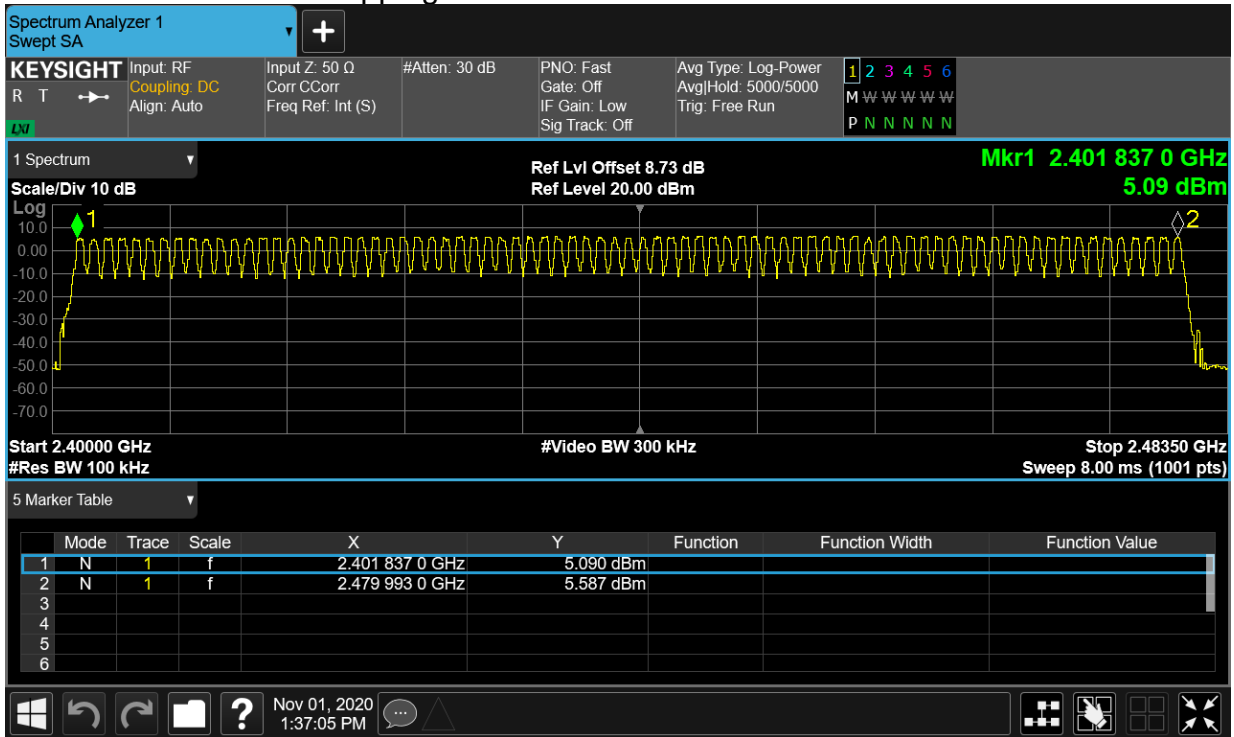 Spectrum Analyzer 1
Swept SA
+
KEYSIGHT
R T
LXI
Input: RF
Coupling: DC
Align: Auto
Input Z: 50 Ω
Corr CCorr
Freq Ref: Int (S)
#Atten: 30 dB
PNO: Fast
Gate: Off
IF Gain: Low
Sig Track: Off
Avg Type: Log-Power
Avg|Hold: 5000/5000
Trig: Free Run
1 2 3 4 5 6
M W W W W W
P N N N N N
1 Spectrum
Scale/Div 10 dB
Ref Lvl Offset 8.73 dB
Ref Level 20.00 dBm
Mkr1 2.401 837 0 GHz
5.09 dBm
Log
10.0
0.00
-10.0
-20.0
-30.0
-40.0
-50.0
-60.0
-70.0
1
2
Start 2.40000 GHz
#Res BW 100 kHz
#Video BW 300 kHz
Stop 2.48350 GHz
Sweep 8.00 ms (1001 pts)
5 Marker Table
Mode Trace Scale X Y Function Function Width Function Value
1 N 1 f 2.401 837 0 GHz 5.090 dBm
2 N 1 f 2.479 993 0 GHz 5.587 dBm
3
4
5
6
?
Nov 01, 2020
1:37:05 PM